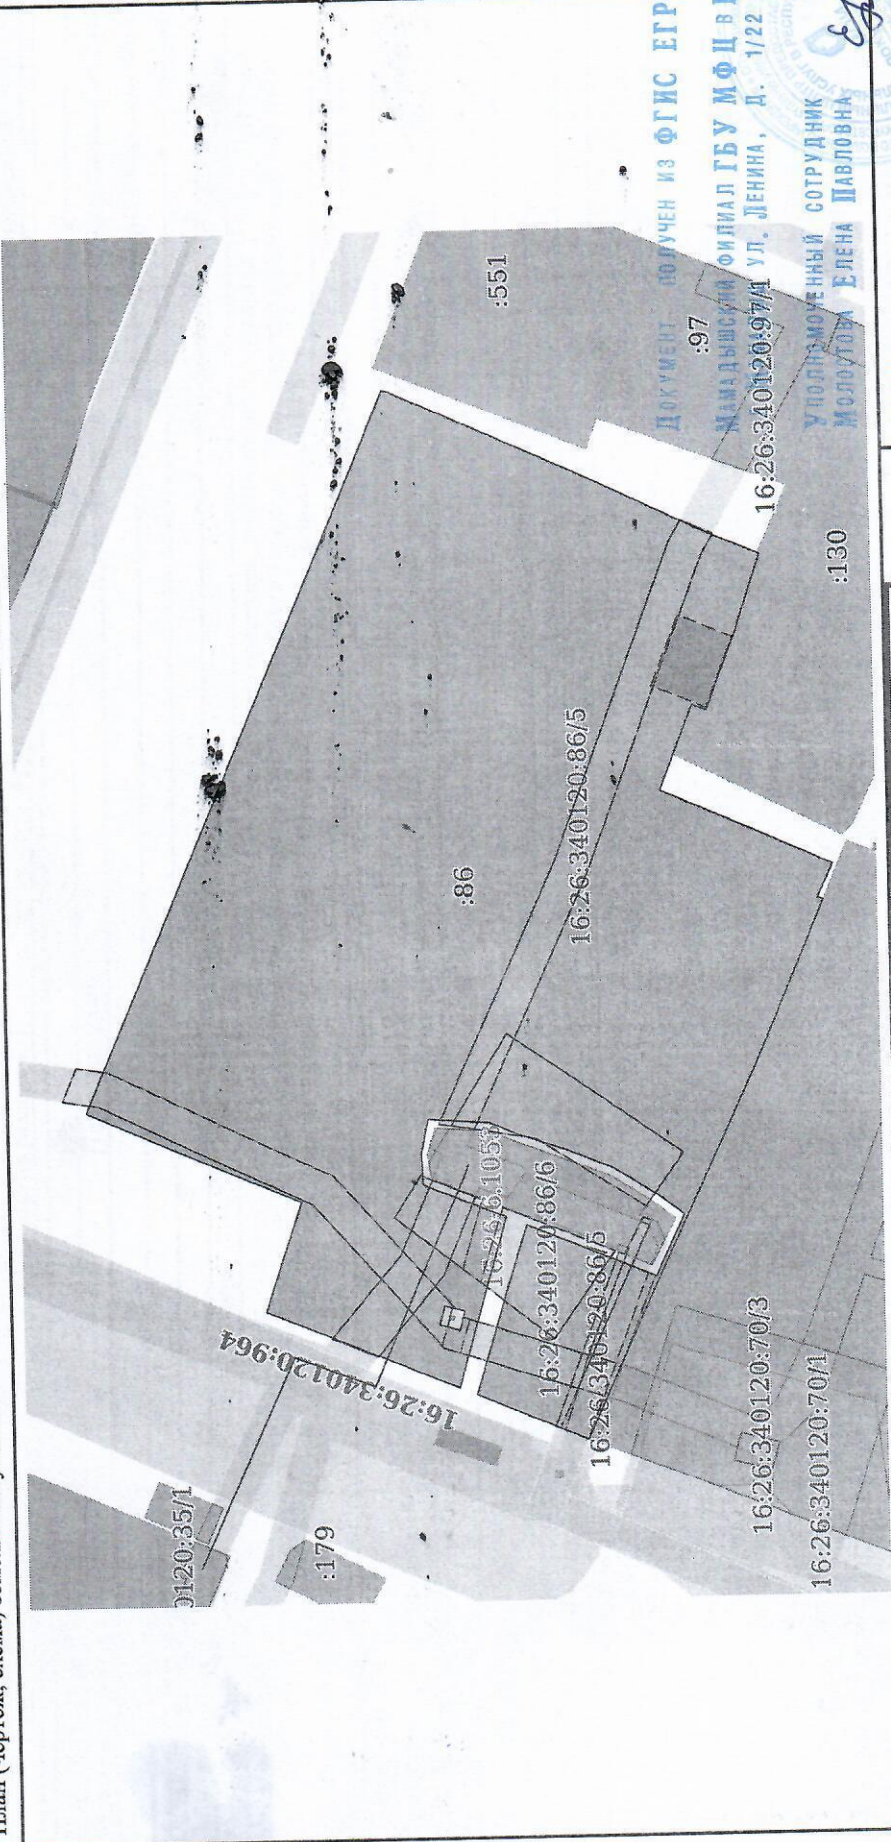 План (чертеж, схема)
:551
:97
16:26:340120:97/1
:130
:86
16:26:340120:86/5
16:26:340120:86/6
16:26:340120:86/5
16:26:340120:964
16:26:340120:70/3
16:26:340120:70/1
0120:35/1
:179
Документ получен из ФГИС ЕГР
Мамадышский филиал ГБУ МФЦ в
ул. Ленина, д. 1/22
Уполномоченный сотрудник
Молостова Елена Павловна